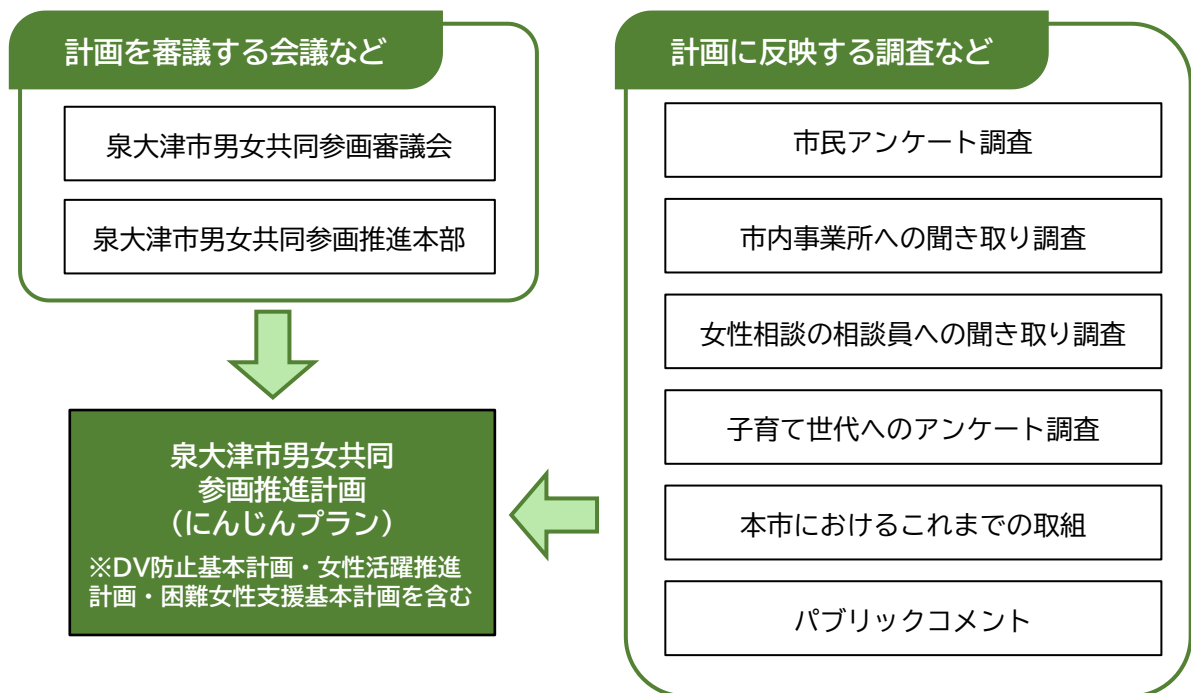 計画を審議する会議など
泉大津市男女共同参画審議会
泉大津市男女共同参画推進本部
泉大津市男女共同
参画推進計画
（にんじんプラン）
※DV防止基本計画・女性活躍推進
計画・困難女性支援基本計画を含む
計画に反映する調査など
市民アンケート調査
市内事業所への聞き取り調査
女性相談の相談員への聞き取り調査
子育て世代へのアンケート調査
本市におけるこれまでの取組
パブリックコメント